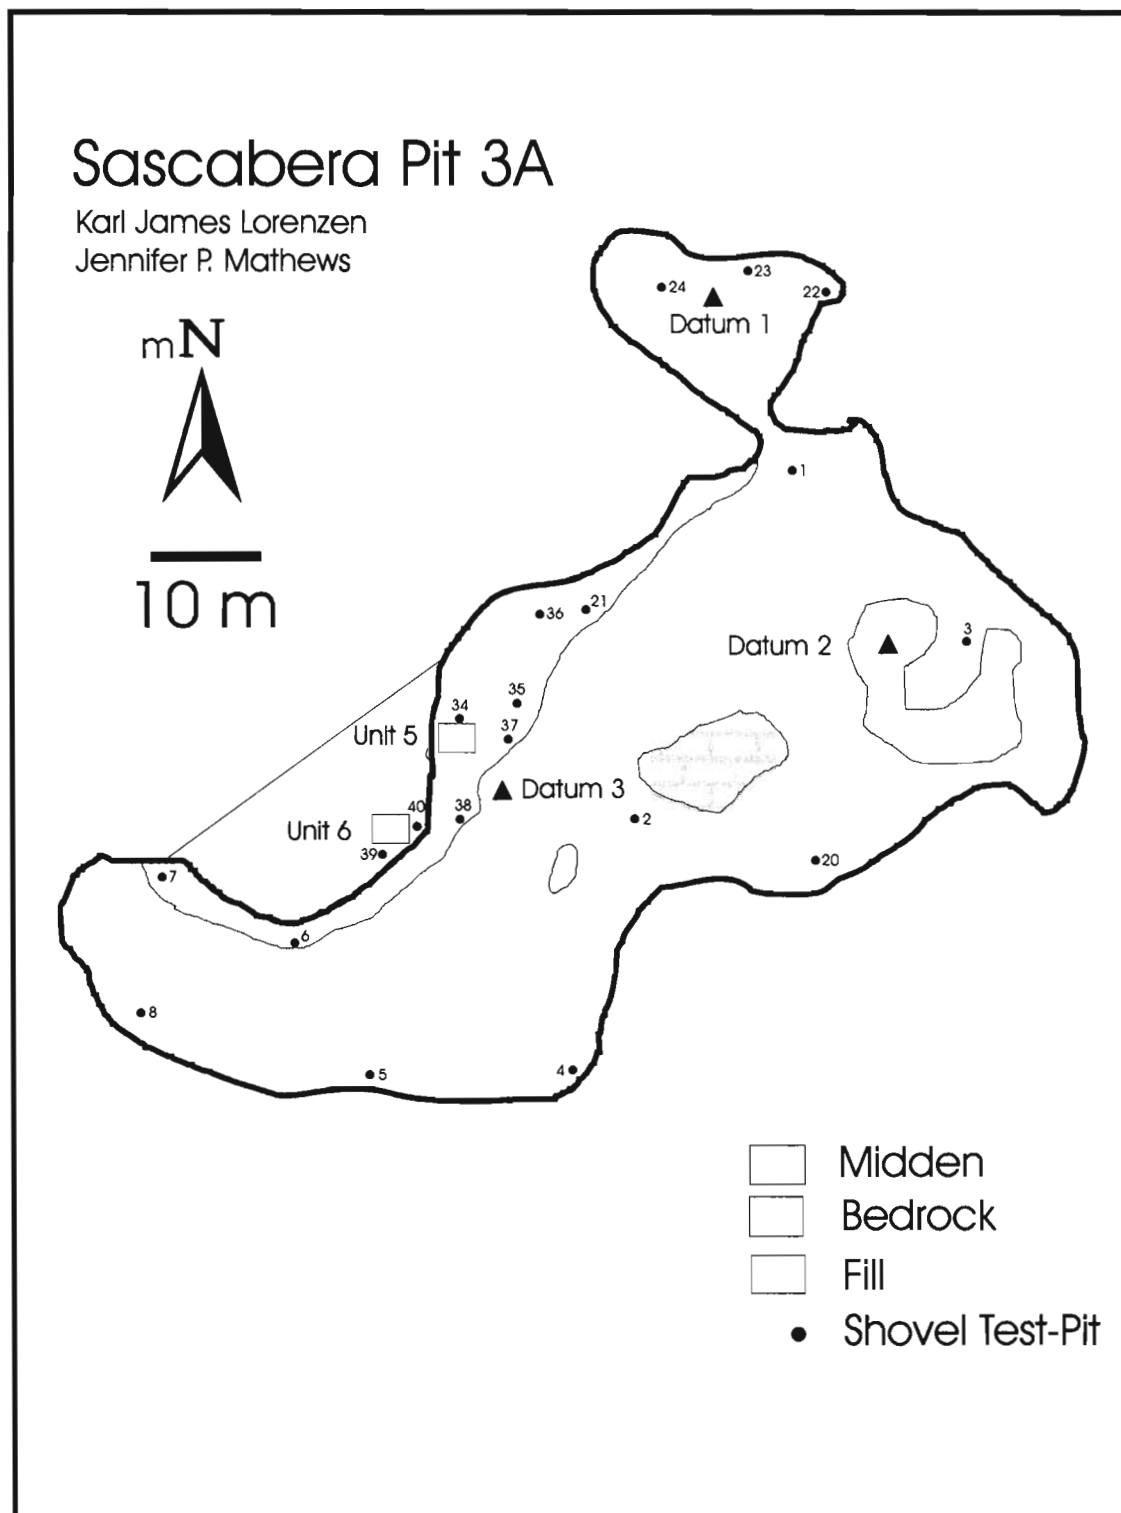 Sascabera Pit 3A
Karl James Lorenzen
Jennifer P. Mathews
mN
10 m
23
24
22
Datum 1
1
36
21
3
Datum 2
35
34
Unit 5
37
Datum 3
40
38
2
Unit 6
39
20
7
6
8
5
4
Midden
Bedrock
Fill
Shovel Test-Pit